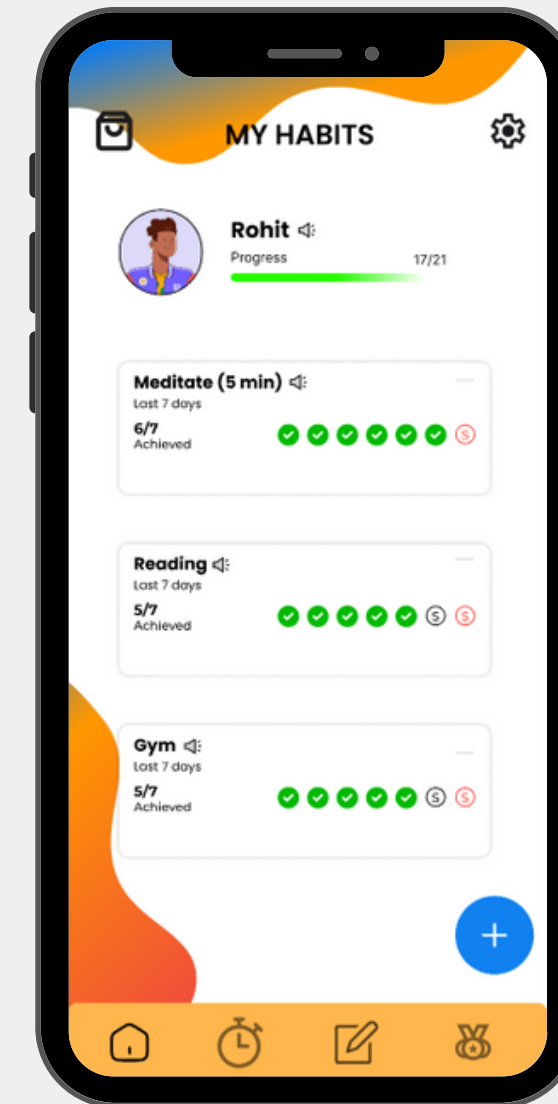 MY HABITS
Rohit
Progress 17/21
Meditate (5 min)
Last 7 days
6/7
Achieved S
Reading
Last 7 days
5/7
Achieved S S
Gym
Last 7 days
5/7
Achieved S S